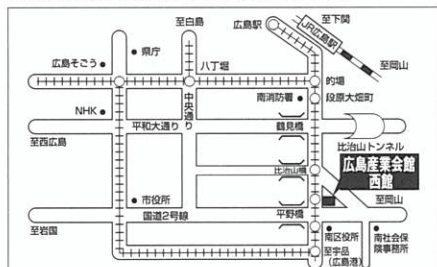 至白島
広島駅
至下関
JR広島駅
至岡山
県庁
広島そごう
八丁堀
的場
中央通り
南消防署
段原大畑町
NHK
平和大通り
鶴見橋
至西広島
比治山トンネル
比治山橋
広島産業会館
西館
市役所
至岡山
国道2号線
平野橋
至岩国
南区役所
南社会保
険事務所
至宇品
(広島港)